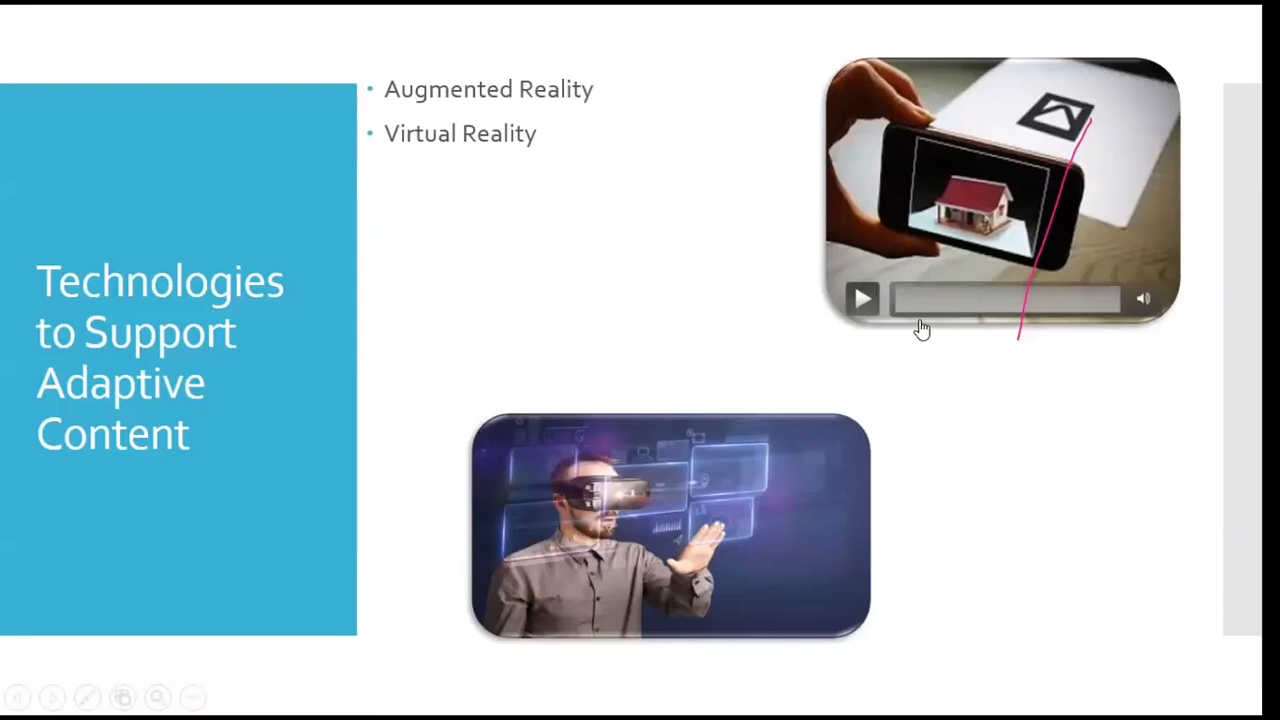 Augmented Reality
Virtual Reality
Technologies
to Support
Adaptive
Content